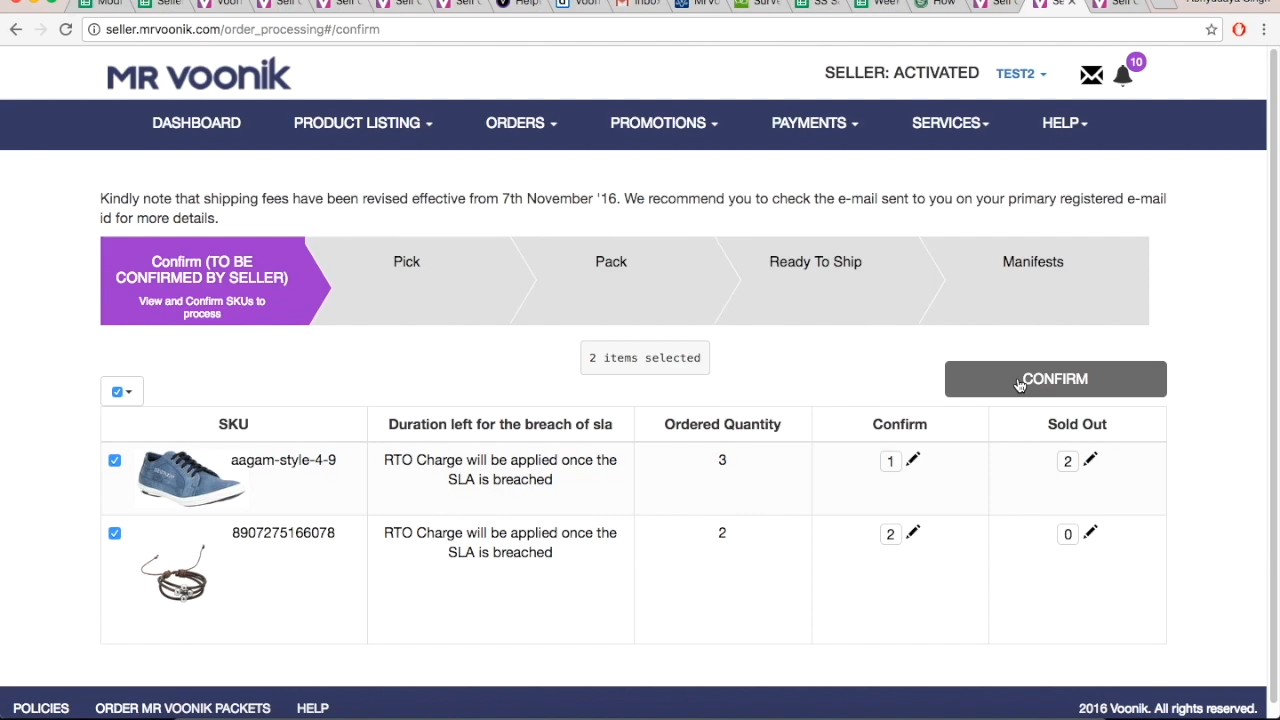 seller.mrvoonik.com/order_processing#/confirm
MR VOONIK
SELLER: ACTIVATED
TEST2
10
DASHBOARD
PRODUCT LISTING
ORDERS
PROMOTIONS
PAYMENTS
SERVICES
HELP
Kindly note that shipping fees have been revised effective from 7th November '16. We recommend you to check the e-mail sent to you on your primary registered e-mail
id for more details.
Confirm (TO BE
CONFIRMED BY SELLER)
View and Confirm SKUs to
process
Pick
Pack
Ready To Ship
Manifests
2 items selected
CONFIRM
SKU
Duration left for the breach of sla
Ordered Quantity
Confirm
Sold Out
aagam-style-4-9
RTO Charge will be applied once the
SLA is breached
3
1
2
8907275166078
RTO Charge will be applied once the
SLA is breached
2
2
0
POLICIES
ORDER MR VOONIK PACKETS
HELP
2016 Voonik. All rights reserved.